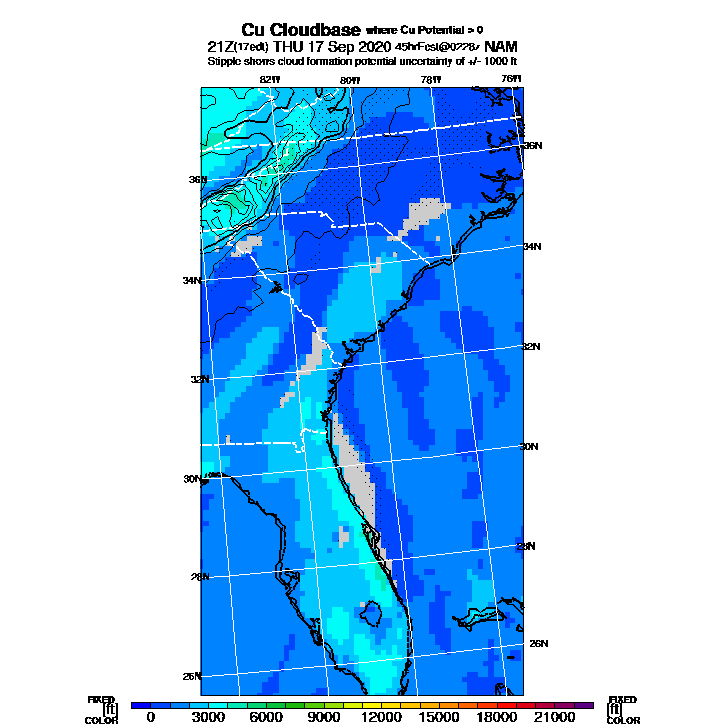 Cu Cloudbase where Cu Potential > 0
21Z(17edt) THU 17 Sep 2020 45hrFcst@0228z NAM
Stipple shows cloud formation potential uncertainty of +/- 1000 ft
82W 80W 78W 76W
36N
36N
34N
34N
32N
32N
30N
30N
28N
28N
26N
26N
FIXED FIXED
[ft] [ft]
COLOR 0 3000 6000 9000 12000 15000 18000 21000 COLOR